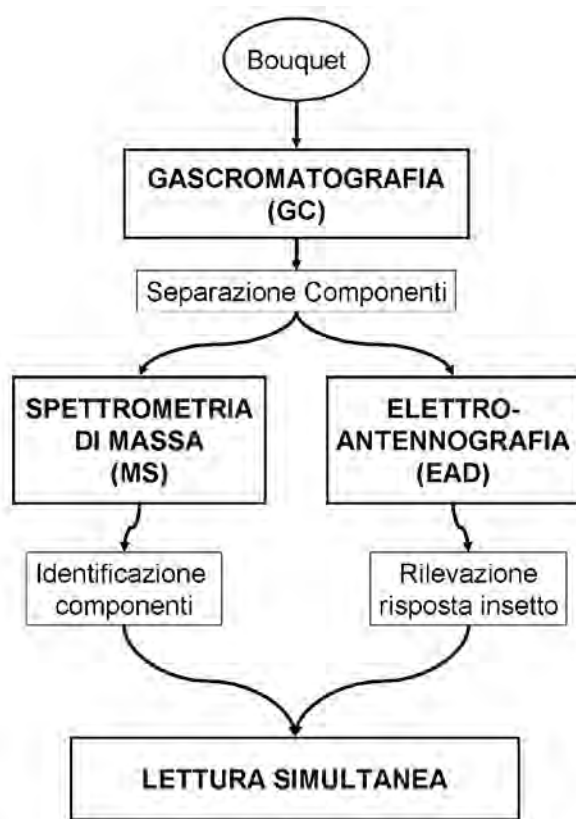 Bouquet
GASCROMATOGRAFIA
(GC)
Separazione Componenti
SPETTROMETRIA
DI MASSA
(MS)
ELETTRO-
ANTENNOGRAFIA
(EAD)
Identificazione
componenti
Rilevazione
risposta insetto
LETTURA SIMULTANEA